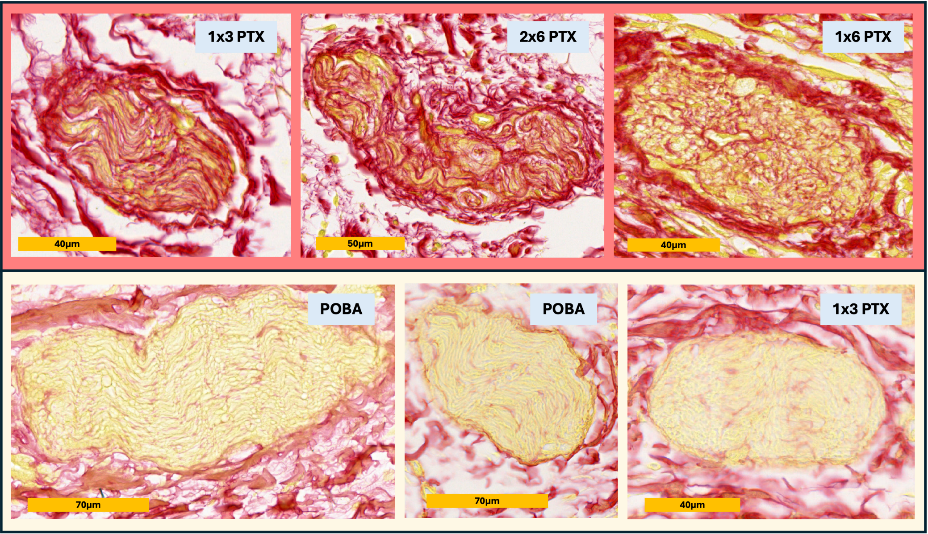 1x3 PTX
2x6 PTX
1x6 PTX
40µm
50µm
40µm
POBA
POBA
1x3 PTX
70µm
70µm
40µm